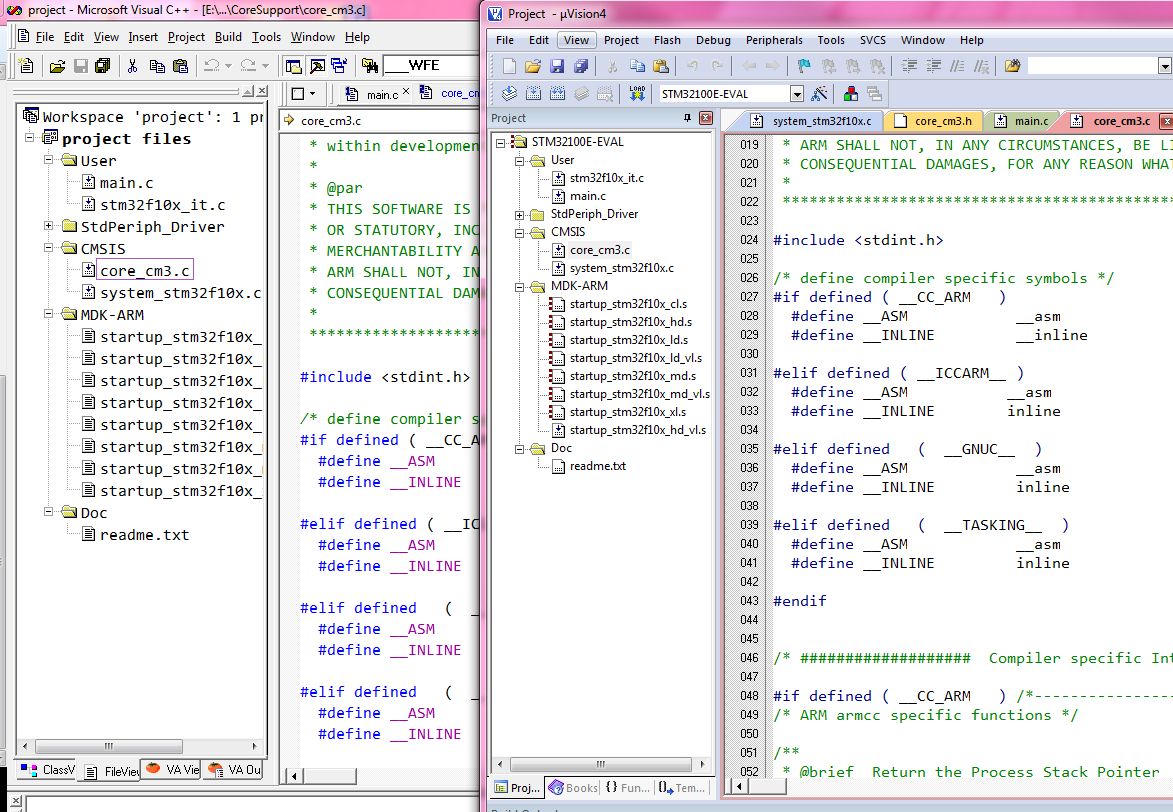 project - Microsoft Visual C++ - [E:\...\CoreSupport\core_cm3.c]
File Edit View Insert Project Build Tools Window Help
__WFE
main.c
Workspace 'project': 1
project files
User
main.c
stm32f10x_it.c
StdPeriph_Driver
CMSIS
core_cm3.c
system_stm32f10x.c
MDK-ARM
startup_stm32f10x_
startup_stm32f10x_
startup_stm32f10x_
startup_stm32f10x_
startup_stm32f10x_
startup_stm32f10x_
startup_stm32f10x_
startup_stm32f10x_
Doc
readme.txt
ClassV FileView VA Vie VA Ou
core_cm3.c
* within developmen
*
* @par
* THIS SOFTWARE IS
* OR STATUTORY, INC
* MERCHANTABILITY A
* ARM SHALL NOT, IN
* CONSEQUENTIAL DAM
*
*******************
#include <stdint.h>
/* define compiler s
#if defined ( __CC_A
#define __ASM
#define __INLINE
#elif defined ( __IC
#define __ASM
#define __INLINE
#elif defined ( _
#define __ASM
#define __INLINE
#elif defined ( _
#define __ASM
#define __INLINE
Project - µVision4
File Edit View Project Flash Debug Peripherals Tools SVCS Window Help
LOAD STM32100E-EVAL
Project
STM32100E-EVAL
User
stm32f10x_it.c
main.c
StdPeriph_Driver
CMSIS
core_cm3.c
system_stm32f10x.c
MDK-ARM
startup_stm32f10x_cl.s
startup_stm32f10x_hd.s
startup_stm32f10x_ld.s
startup_stm32f10x_ld_vl.s
startup_stm32f10x_md.s
startup_stm32f10x_md_vl.s
startup_stm32f10x_xl.s
startup_stm32f10x_hd_vl.s
Doc
readme.txt
Proj... Books {} Fun... Tem...
system_stm32f10x.c core_cm3.h main.c core_cm3.c
019 * ARM SHALL NOT, IN ANY CIRCUMSTANCES, BE LI
020 * CONSEQUENTIAL DAMAGES, FOR ANY REASON WHAT
021 *
022 *******************************************
023
024 #include <stdint.h>
025
026 /* define compiler specific symbols */
027 #if defined ( __CC_ARM )
028 #define __ASM __asm
029 #define __INLINE __inline
030
031 #elif defined ( __ICCARM__ )
032 #define __ASM __asm
033 #define __INLINE inline
034
035 #elif defined ( __GNUC__ )
036 #define __ASM __asm
037 #define __INLINE inline
038
039 #elif defined ( __TASKING__ )
040 #define __ASM __asm
041 #define __INLINE inline
042
043 #endif
044
045
046 /* ################### Compiler specific Int
047
048 #if defined ( __CC_ARM ) /*----------------
049 /* ARM armcc specific functions */
050
051 /**
052 * @brief Return the Process Stack Pointer